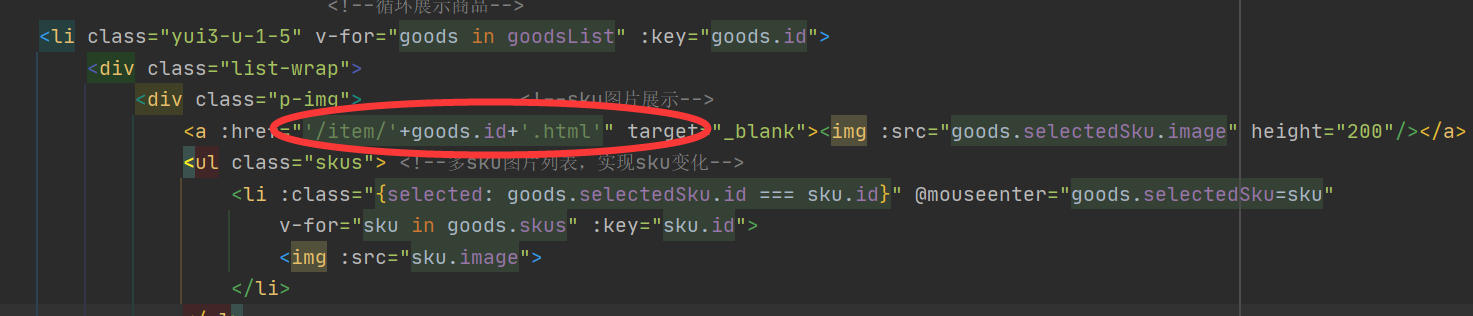 <!--循环展示商品-->
<li class="yui3-u-1-5" v-for="goods in goodsList" :key="goods.id">
<div class="list-wrap">
<div class="p-img"> <!--sku图片展示-->
<a :href="'/item/'+goods.id+'.html'" target="_blank"><img :src="goods.selectedSku.image" height="200"/></a>
<ul class="skus"> <!--多sku图片列表，实现sku变化-->
<li :class="{selected: goods.selectedSku.id === sku.id}" @mouseenter="goods.selectedSku=sku"
v-for="sku in goods.skus" :key="sku.id">
<img :src="sku.image">
</li>